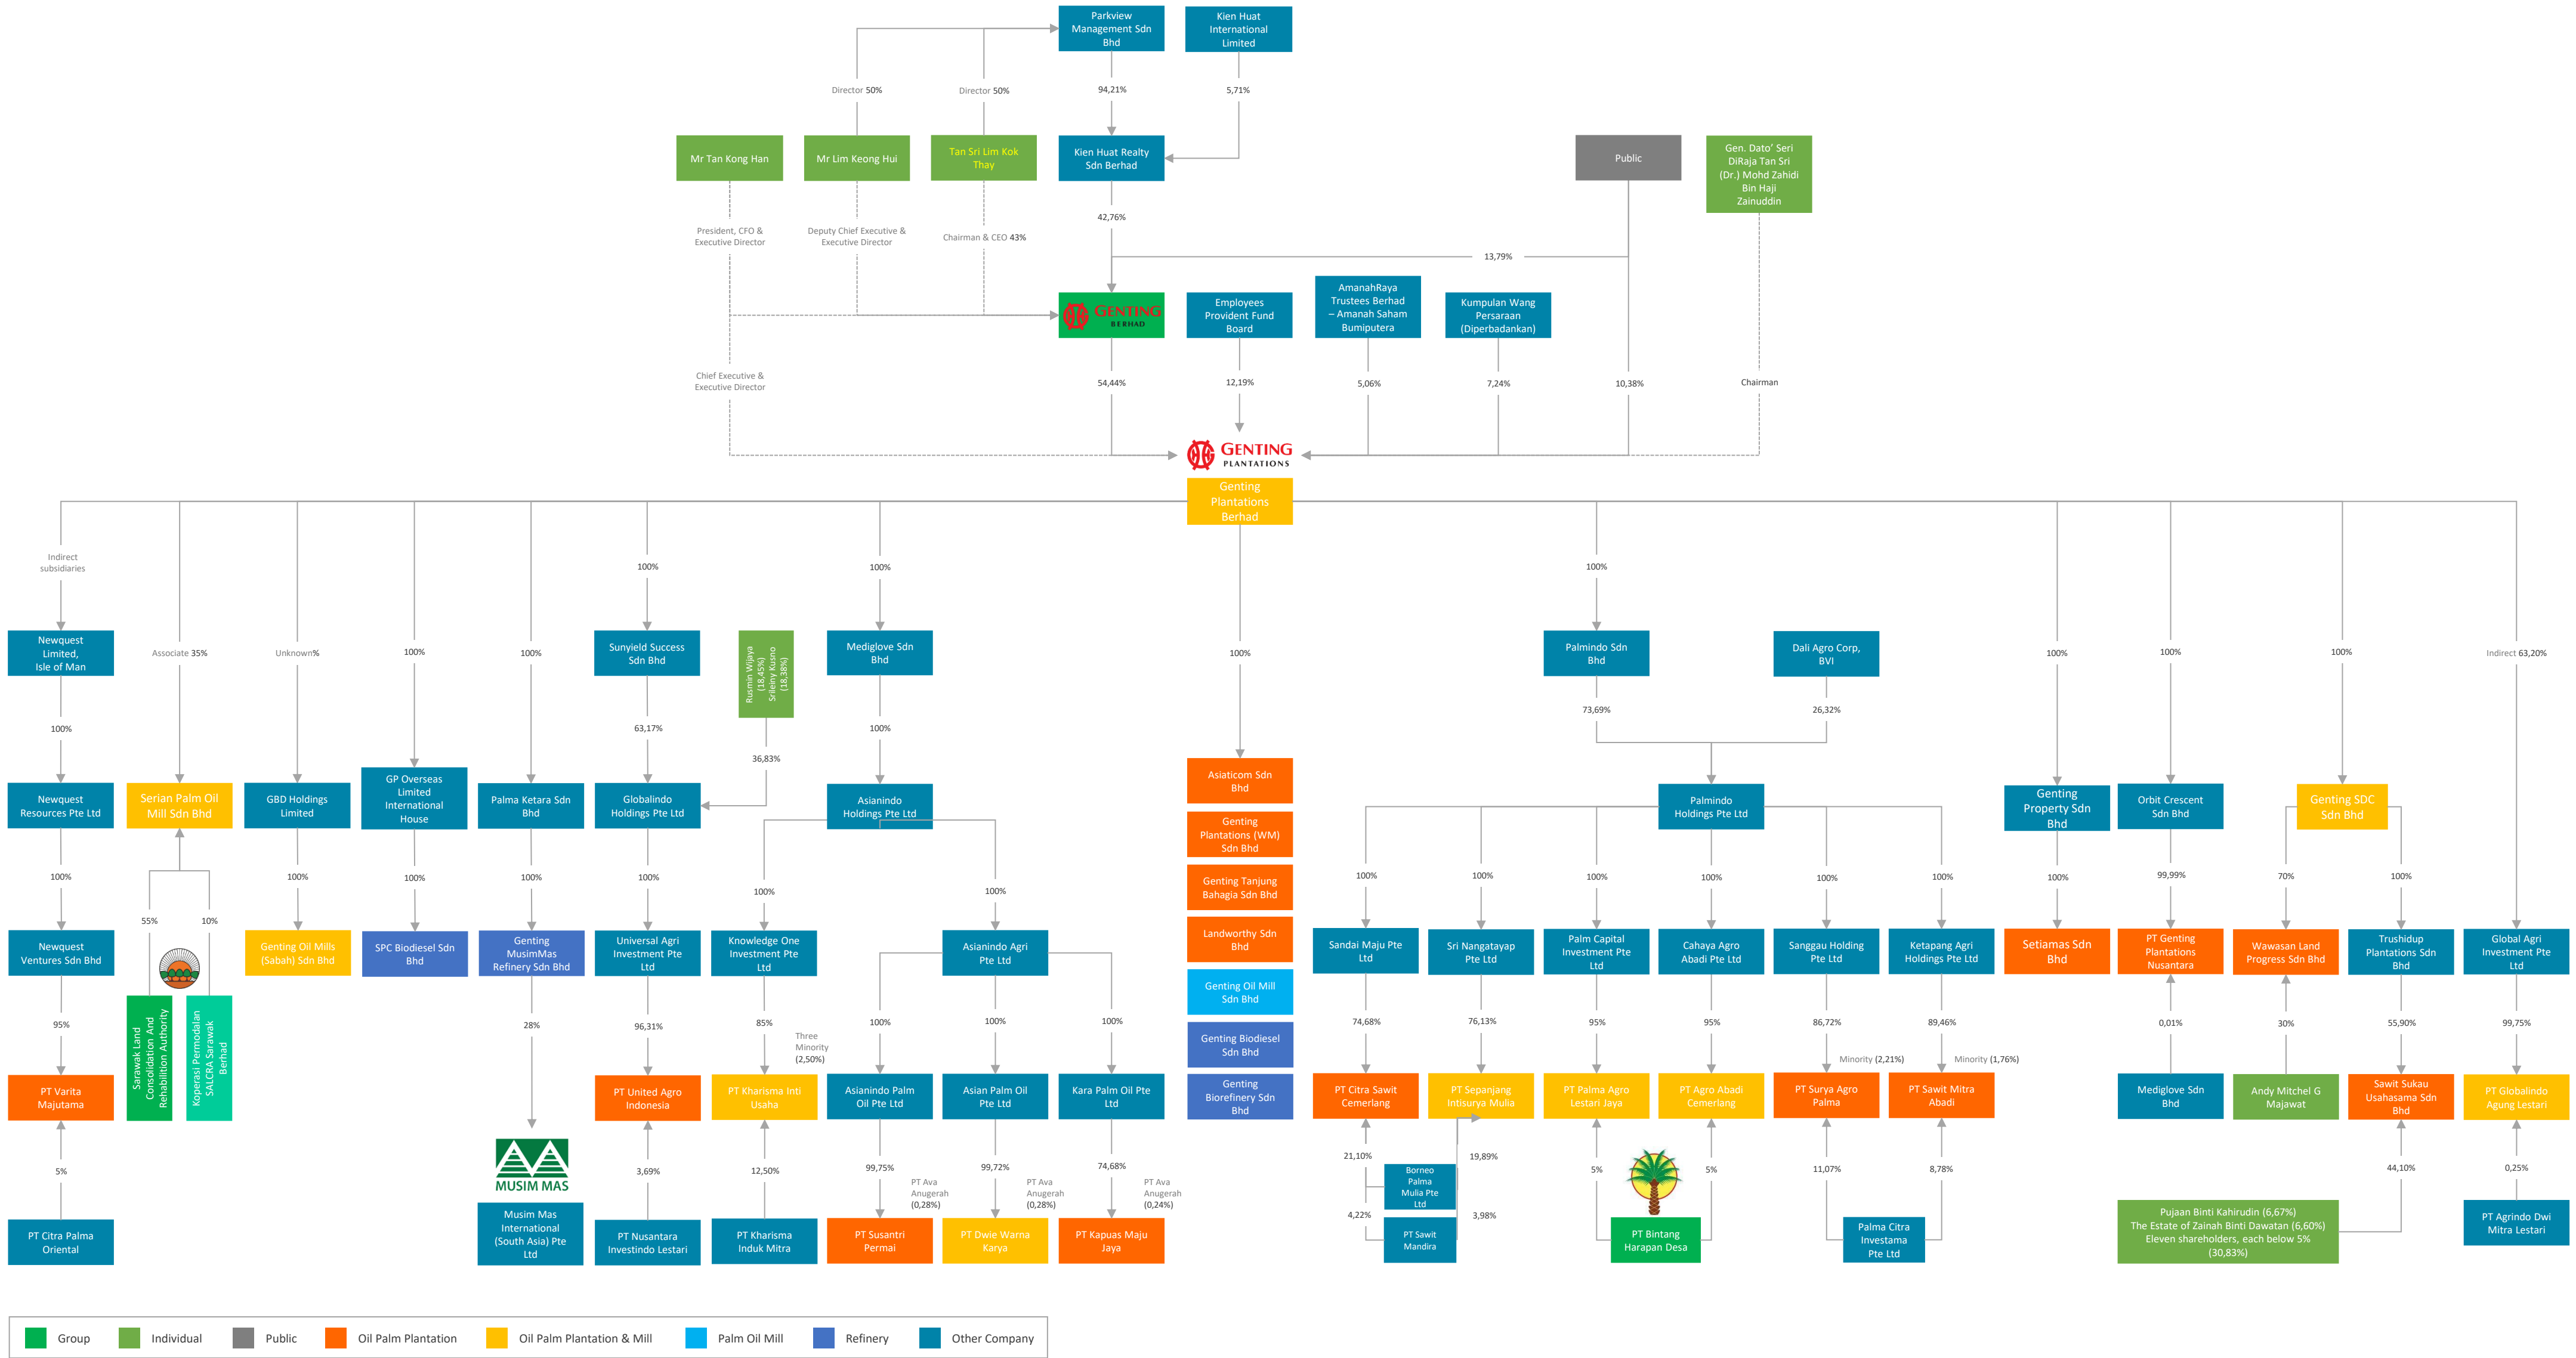 Parkview
Management Sdn
Bhd
Kien Huat
International
Limited
Director 50%
Director 50%
94,21%
5,71%
Mr Tan Kong Han
Mr Lim Keong Hui
Tan Sri Lim Kok
Thay
Kien Huat Realty
Sdn Berhad
Public
Gen. Dato’ Seri
DiRaja Tan Sri
(Dr.) Mohd Zahidi
Bin Haji
Zainuddin
President, CFO &
Executive Director
Deputy Chief Executive &
Executive Director
Chairman & CEO 43%
42,76%
13,79%
GENTING
BERHAD
Employees
Provident Fund
Board
AmanahRaya
Trustees Berhad
– Amanah Saham
Bumiputera
Kumpulan Wang
Persaraan
(Diperbadankan)
Chief Executive &
Executive Director
54,44%
12,19%
5,06%
7,24%
10,38%
Chairman
GENTING
PLANTATIONS
Genting
Plantations
Berhad
Indirect
subsidiaries
100%
100%
100%
Newquest
Limited,
Isle of Man
Associate 35%
Unknown%
100%
100%
Sunyield Success
Sdn Bhd
Rusmin Wijaya
(18,45%)
Srileiny Kusno
(18,38%)
Mediglove Sdn
Bhd
100%
Palmindo Sdn
Bhd
Dali Agro Corp,
BVI
100%
100%
100%
Indirect 63,20%
100%
63,17%
36,83%
100%
73,69%
26,32%
Newquest
Resources Pte Ltd
Serian Palm Oil
Mill Sdn Bhd
GBD Holdings
Limited
GP Overseas
Limited
International
House
Palma Ketara Sdn
Bhd
Globalindo
Holdings Pte Ltd
Asianindo
Holdings Pte Ltd
Asiaticom Sdn
Bhd
Genting
Plantations (WM)
Sdn Bhd
Genting Tanjung
Bahagia Sdn Bhd
Landworthy Sdn
Bhd
Genting Oil Mill
Sdn Bhd
Genting Biodiesel
Sdn Bhd
Genting
Biorefinery Sdn
Bhd
Palmindo
Holdings Pte Ltd
Genting
Property Sdn
Bhd
Orbit Crescent
Sdn Bhd
Genting SDC
Sdn Bhd
100%
55%
10%
100%
100%
100%
100%
100%
100%
100%
100%
100%
100%
100%
100%
100%
99,99%
70%
100%
Newquest
Ventures Sdn Bhd
Genting Oil Mills
(Sabah) Sdn Bhd
SPC Biodiesel Sdn
Bhd
Genting
MusimMas
Refinery Sdn Bhd
Universal Agri
Investment Pte
Ltd
Knowledge One
Investment Pte
Ltd
Asianindo Agri
Pte Ltd
Sandai Maju Pte
Ltd
Sri Nangatayap
Pte Ltd
Palm Capital
Investment Pte
Ltd
Cahaya Agro
Abadi Pte Ltd
Sanggau Holding
Pte Ltd
Ketapang Agri
Holdings Pte Ltd
Setiamas Sdn
Bhd
PT Genting
Plantations
Nusantara
Wawasan Land
Progress Sdn Bhd
Trushidup
Plantations Sdn
Bhd
Global Agri
Investment Pte
Ltd
95%
Sarawak Land
Consolidation And
Rehabilitation Authority
Koperasi Permodalan
SALCRA Sarawak
Berhad
28%
96,31%
85%
Three
Minority
(2,50%)
100%
100%
100%
74,68%
76,13%
95%
95%
86,72%
Minority (2,21%)
89,46%
Minority (1,76%)
0,01%
30%
55,90%
99,75%
PT Varita
Majutama
PT United Agro
Indonesia
PT Kharisma Inti
Usaha
Asianindo Palm
Oil Pte Ltd
Asian Palm Oil
Pte Ltd
Kara Palm Oil Pte
Ltd
PT Citra Sawit
Cemerlang
PT Sepanjang
Intisurya Mulia
PT Palma Agro
Lestari Jaya
PT Agro Abadi
Cemerlang
PT Surya Agro
Palma
PT Sawit Mitra
Abadi
Mediglove Sdn
Bhd
Andy Mitchel G
Majawat
Sawit Sukau
Usahasama Sdn
Bhd
PT Globalindo
Agung Lestari
5%
MUSIM MAS
3,69%
12,50%
99,75%
PT Ava
Anugerah
(0,28%)
99,72%
PT Ava
Anugerah
(0,28%)
74,68%
PT Ava
Anugerah
(0,24%)
21,10%
Borneo
Palma
Mulia Pte
Ltd
19,89%
4,22%
PT Sawit
Mandira
3,98%
5%
5%
11,07%
8,78%
44,10%
0,25%
PT Citra Palma
Oriental
Musim Mas
International
(South Asia) Pte
Ltd
PT Nusantara
Investindo Lestari
PT Kharisma
Induk Mitra
PT Susantri
Permai
PT Dwie Warna
Karya
PT Kapuas Maju
Jaya
PT Bintang
Harapan Desa
Palma Citra
Investama
Pte Ltd
Pujaan Binti Kahirudin (6,67%)
The Estate of Zainah Binti Dawatan (6,60%)
Eleven shareholders, each below 5%
(30,83%)
PT Agrindo Dwi
Mitra Lestari
Group
Individual
Public
Oil Palm Plantation
Oil Palm Plantation & Mill
Palm Oil Mill
Refinery
Other Company